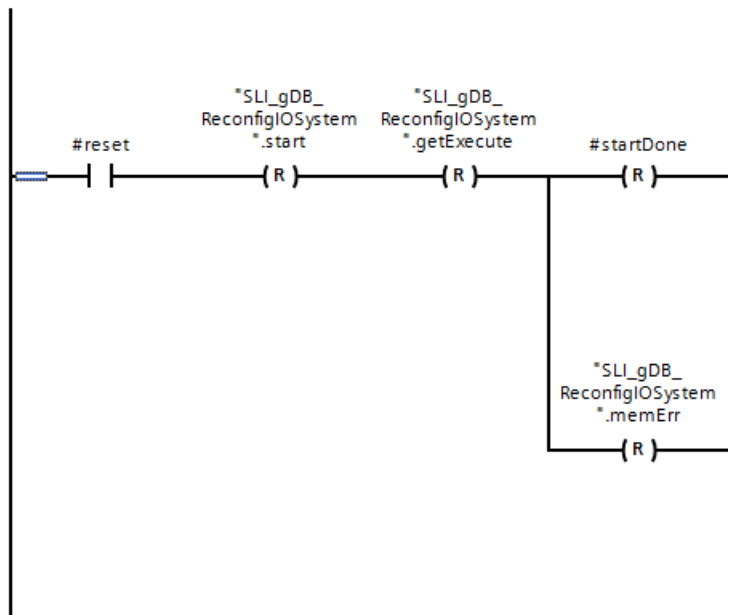 "SLI_gDB_
ReconfigIOSystem
".start
"SLI_gDB_
ReconfigIOSystem
".getExecute
#reset
#startDone
( R )
( R )
( R )
"SLI_gDB_
ReconfigIOSystem
".memErr
( R )